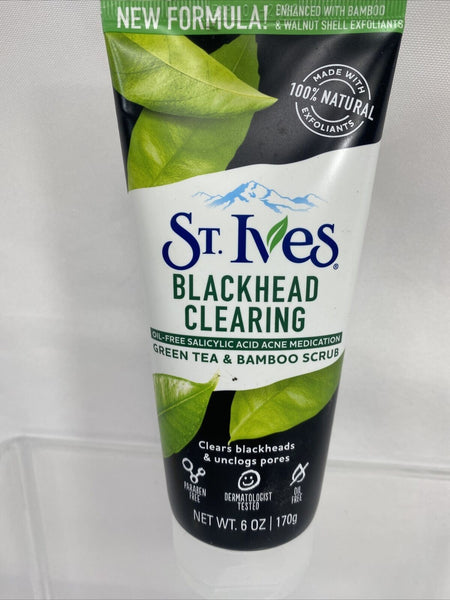 NEW FORMULA! ENHANCED WITH BAMBOO
& WALNUT SHELL EXFOLIANTS
MADE WITH
100% NATURAL
EXFOLIANTS
ST. IVES®
BLACKHEAD
CLEARING
OIL-FREE SALICYLIC ACID ACNE MEDICATION
GREEN TEA & BAMBOO SCRUB
Clears blackheads
& unclogs pores
PARABEN
FREE
DERMATOLOGIST
TESTED
OIL
FREE
NET WT. 6 OZ | 170g